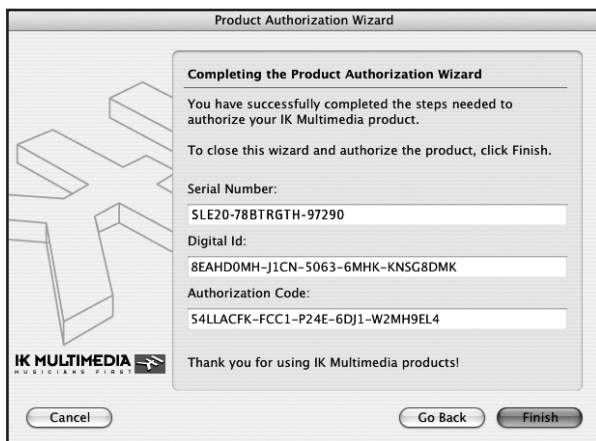 Product Authorization Wizard
Completing the Product Authorization Wizard
You have successfully completed the steps needed to
authorize your IK Multimedia product.
To close this wizard and authorize the product, click Finish.
Serial Number:
SLE20-78BTRGTH-97290
Digital Id:
8EAHD0MH-J1CN-5063-6MHK-KNSG8DMK
Authorization Code:
54LLACFK-FCC1-P24E-6DJ1-W2MH9EL4
Thank you for using IK Multimedia products!
IK MULTIMEDIA
MUSICIANS FIRST
Cancel
Go Back
Finish